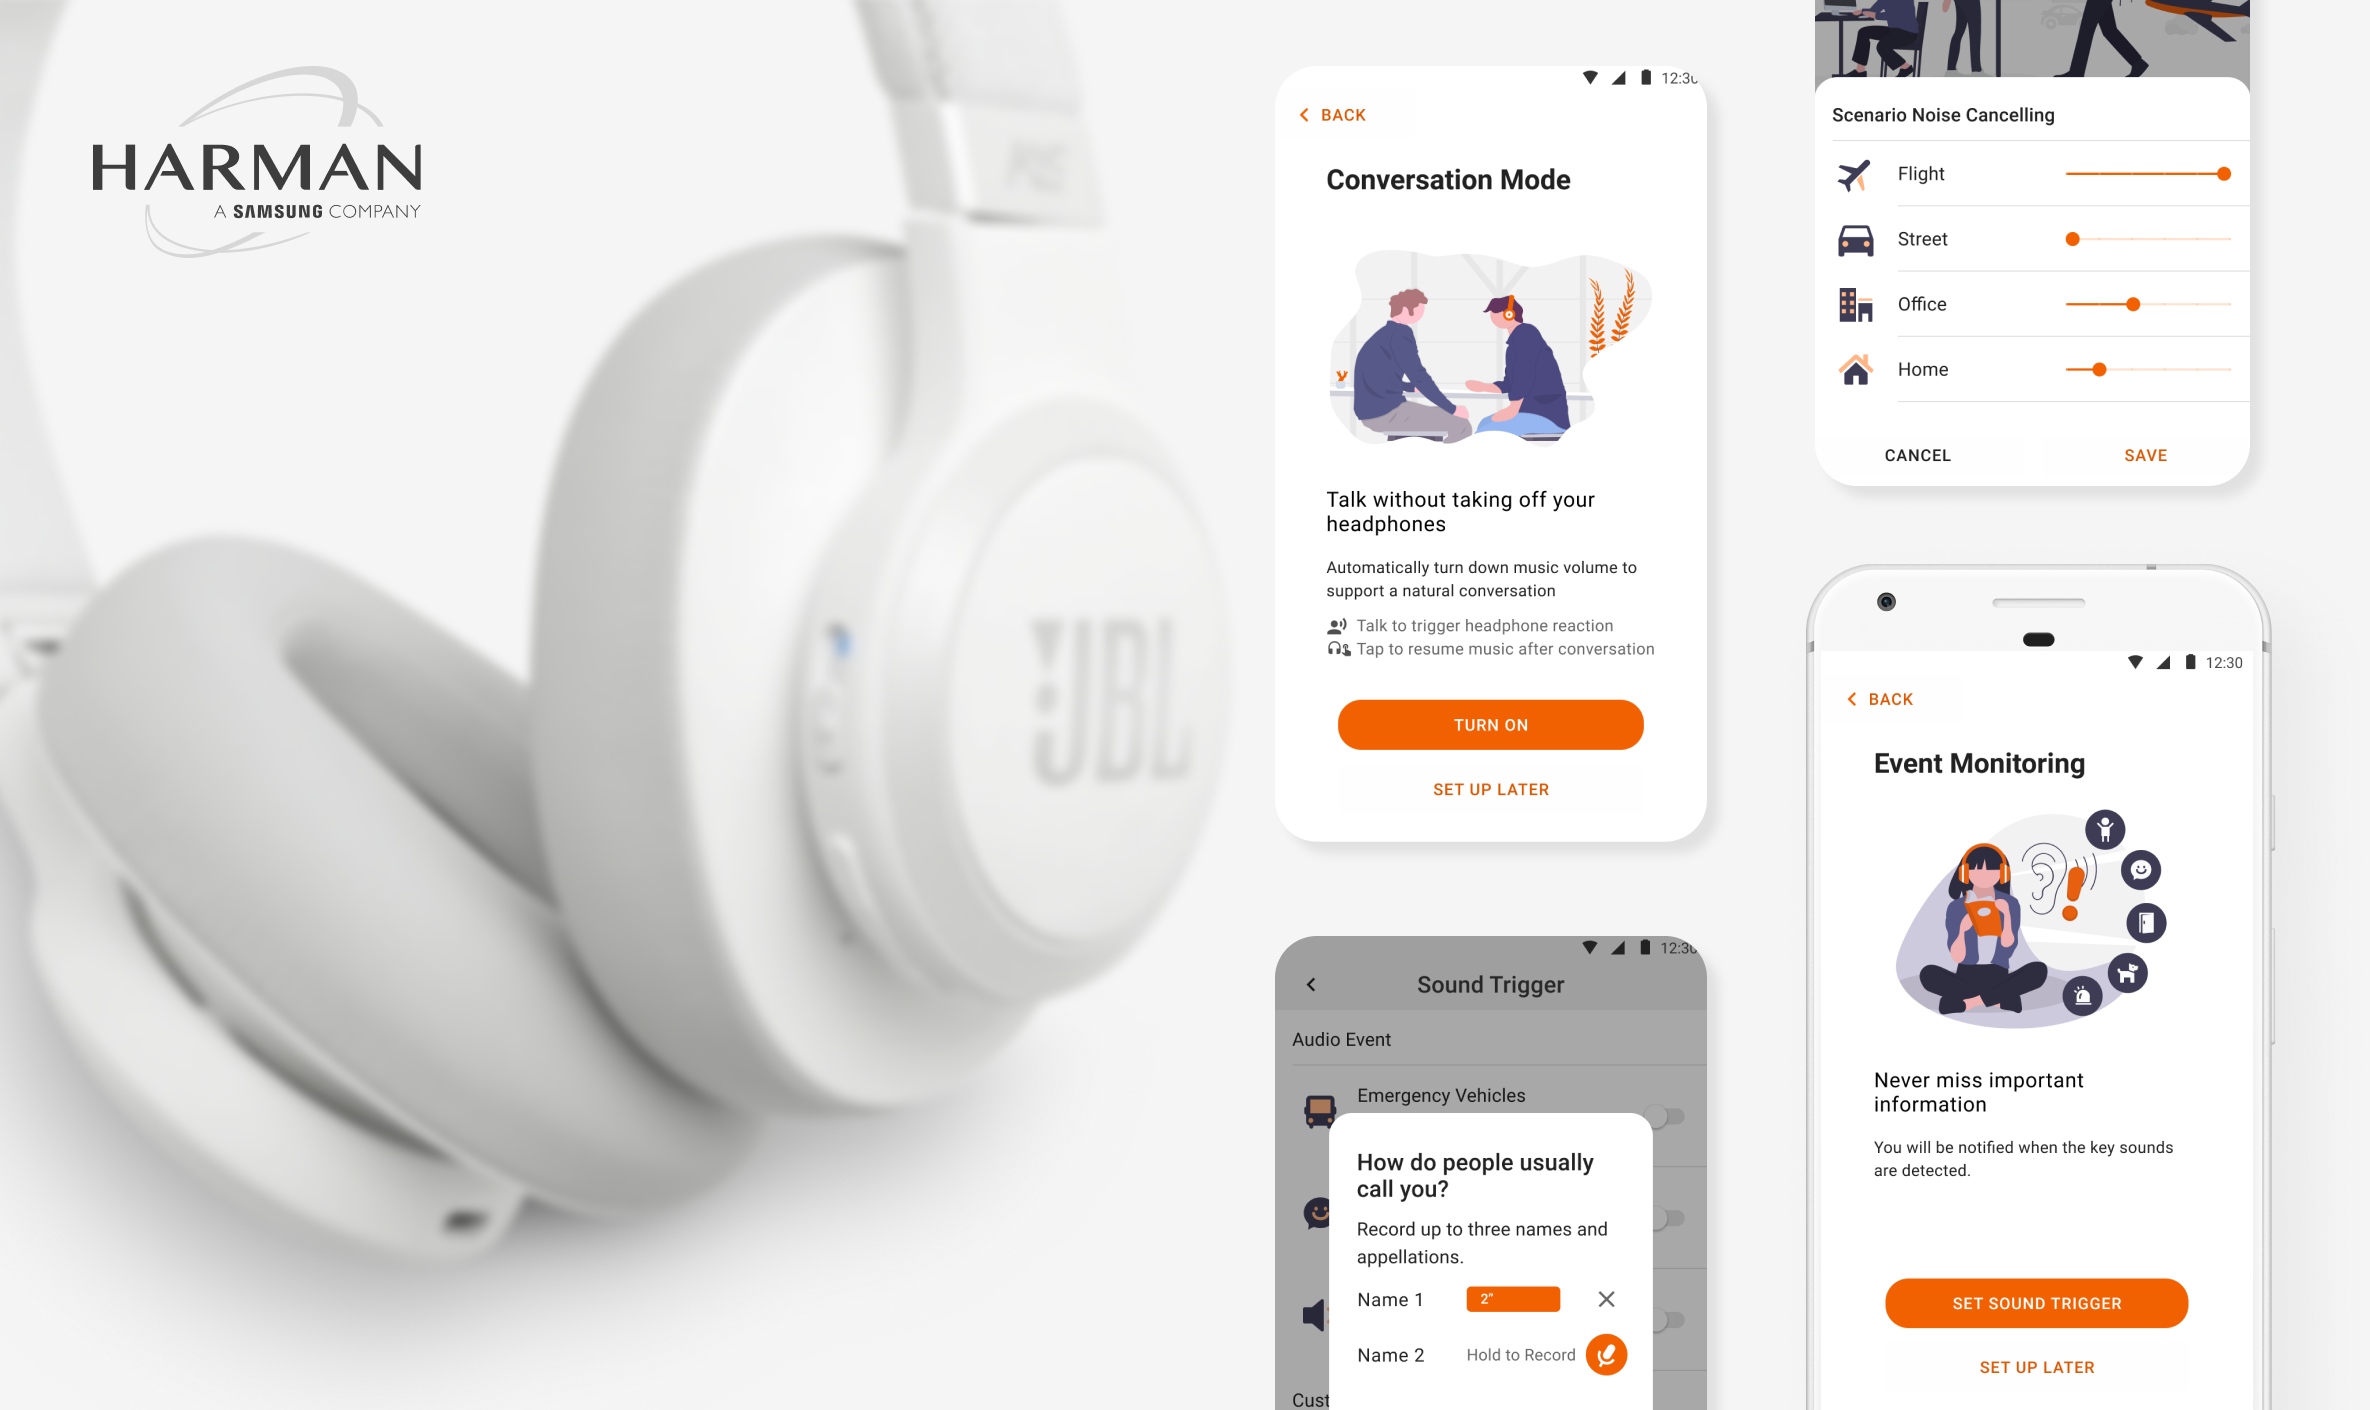 HARMAN
A SAMSUNG COMPANY
JBL
12:30
BACK
Conversation Mode
Talk without taking off your
headphones
Automatically turn down music volume to
support a natural conversation
Talk to trigger headphone reaction
Tap to resume music after conversation
TURN ON
SET UP LATER
12:30
Sound Trigger
Audio Event
Emergency Vehicles
How do people usually
call you?
Record up to three names and
appellations.
Name 1 2”
Name 2 Hold to Record
Cust
Scenario Noise Cancelling
Flight
Street
Office
Home
CANCEL SAVE
12:30
BACK
Event Monitoring
Never miss important
information
You will be notified when the key sounds
are detected.
SET SOUND TRIGGER
SET UP LATER